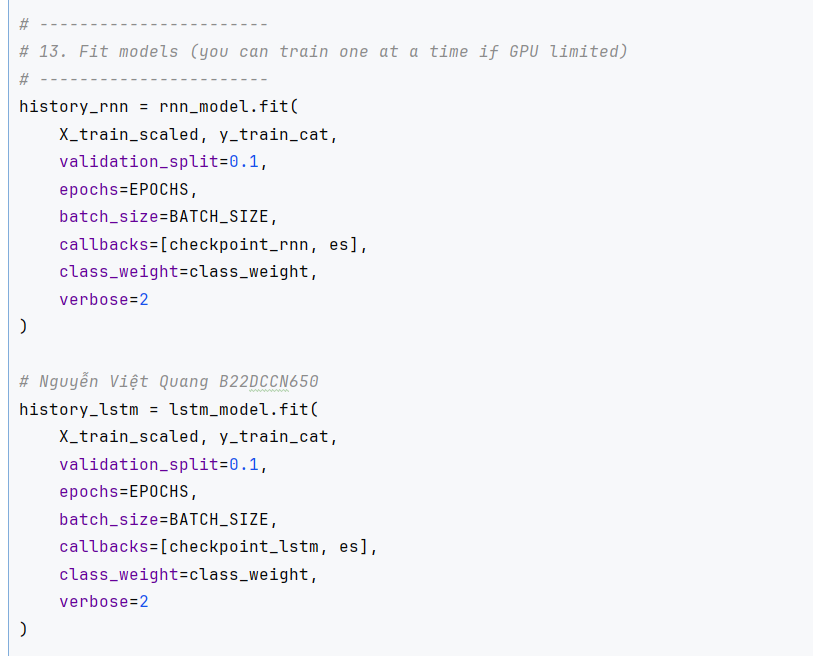 # -----------------------
# 13. Fit models (you can train one at a time if GPU limited)
# -----------------------
history_rnn = rnn_model.fit(
    X_train_scaled, y_train_cat,
    validation_split=0.1,
    epochs=EPOCHS,
    batch_size=BATCH_SIZE,
    callbacks=[checkpoint_rnn, es],
    class_weight=class_weight,
    verbose=2
)

# Nguyễn Việt Quang B22DCCN650
history_lstm = lstm_model.fit(
    X_train_scaled, y_train_cat,
    validation_split=0.1,
    epochs=EPOCHS,
    batch_size=BATCH_SIZE,
    callbacks=[checkpoint_lstm, es],
    class_weight=class_weight,
    verbose=2
)